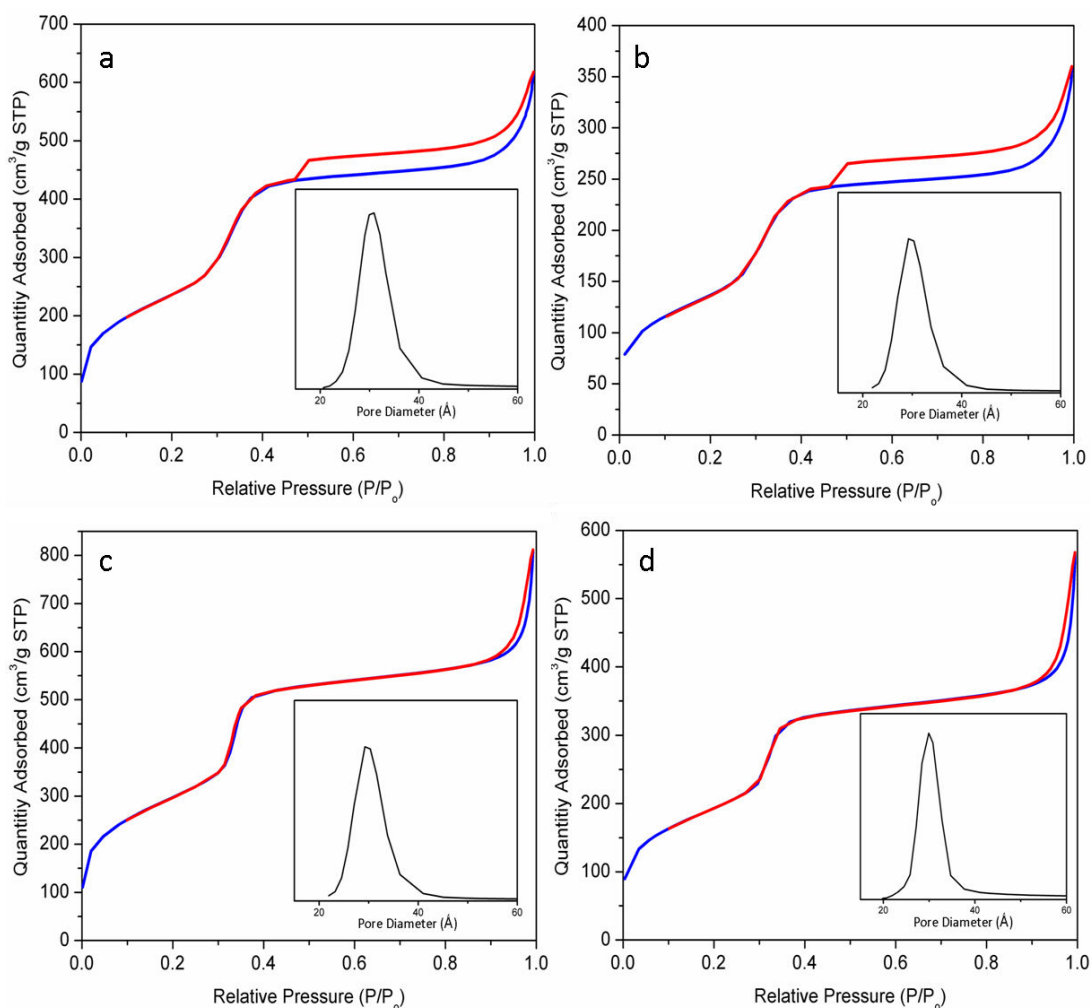 a
Quantitiy Adsorbed (cm³/g STP)
700
600
500
400
300
200
100
0
20 40 60
Pore Diameter (Å)
0.0 0.2 0.4 0.6 0.8 1.0
Relative Pressure (P/Pₒ)
b
Quantitiy Adsorbed (cm³/g STP)
400
350
300
250
200
150
100
50
0
20 40 60
Pore Diameter (Å)
0.0 0.2 0.4 0.6 0.8 1.0
Relative Pressure (P/Pₒ)
c
Quantitiy Adsorbed (cm³/g STP)
800
700
600
500
400
300
200
100
0
20 40 60
Pore Diameter (Å)
0.0 0.2 0.4 0.6 0.8 1.0
Relative Pressure (P/Pₒ)
d
Quantitiy Adsorbed (cm³/g STP)
600
500
400
300
200
100
0
20 40 60
Pore Diameter (Å)
0.0 0.2 0.4 0.6 0.8 1.0
Relative Pressure (P/Pₒ)